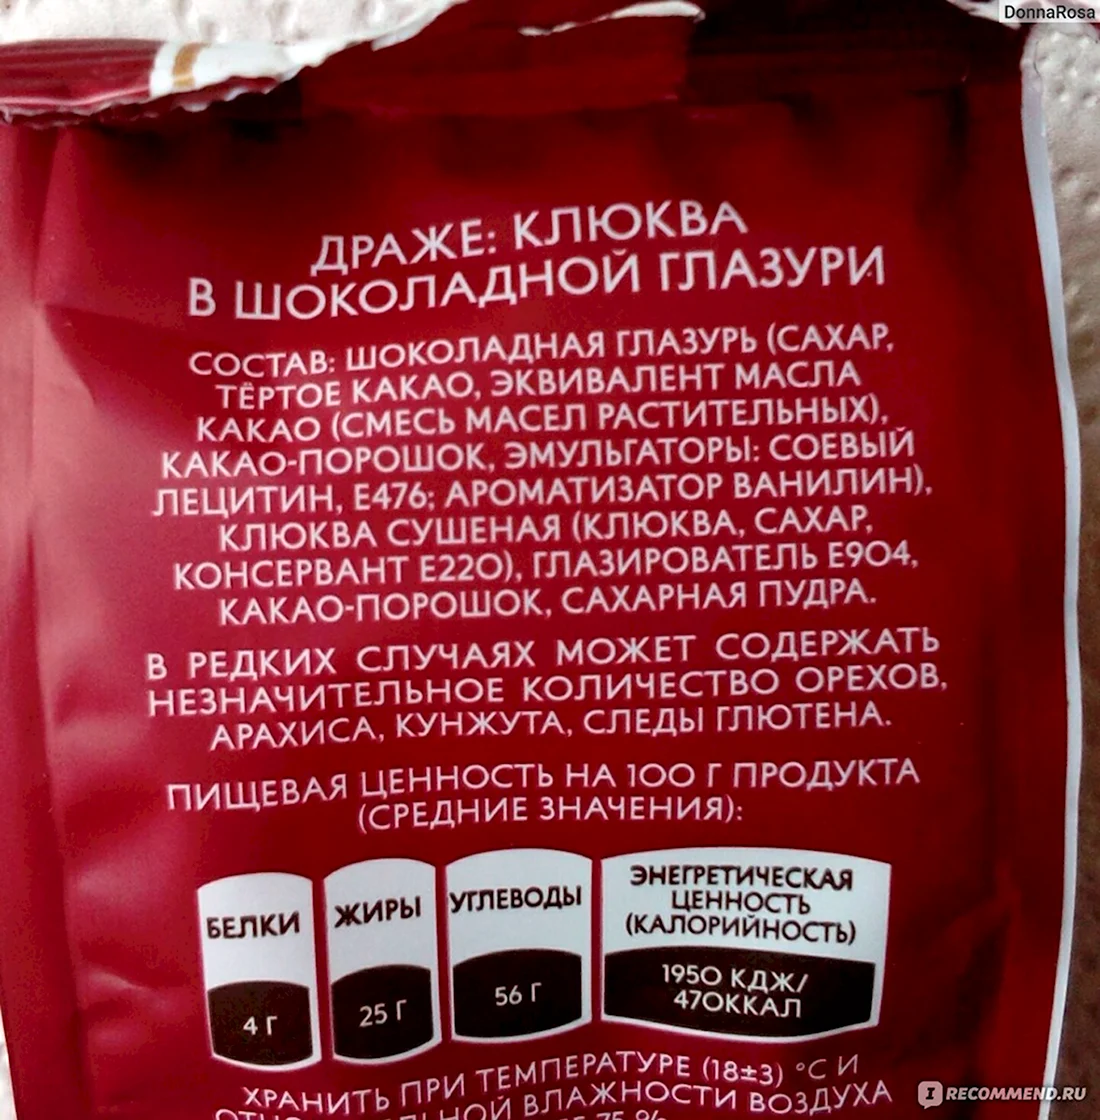 DonnaRosa
ДРАЖЕ: КЛЮКВА
В ШОКОЛАДНОЙ ГЛАЗУРИ
СОСТАВ: ШОКОЛАДНАЯ ГЛАЗУРЬ (САХАР,
ТЁРТОЕ КАКАО, ЭКВИВАЛЕНТ МАСЛА
КАКАО (СМЕСЬ МАСЕЛ РАСТИТЕЛЬНЫХ),
КАКАО-ПОРОШОК, ЭМУЛЬГАТОРЫ: СОЕВЫЙ
ЛЕЦИТИН, Е476; АРОМАТИЗАТОР ВАНИЛИН),
КЛЮКВА СУШЕНАЯ (КЛЮКВА, САХАР,
КОНСЕРВАНТ Е220), ГЛАЗИРОВАТЕЛЬ Е904,
КАКАО-ПОРОШОК, САХАРНАЯ ПУДРА.
В РЕДКИХ СЛУЧАЯХ МОЖЕТ СОДЕРЖАТЬ
НЕЗНАЧИТЕЛЬНОЕ КОЛИЧЕСТВО ОРЕХОВ,
АРАХИСА, КУНЖУТА, СЛЕДЫ ГЛЮТЕНА.
ПИЩЕВАЯ ЦЕННОСТЬ НА 100 Г ПРОДУКТА
(СРЕДНИЕ ЗНАЧЕНИЯ):
БЕЛКИ
4 Г
ЖИРЫ
25 Г
УГЛЕВОДЫ
56 Г
ЭНЕРГЕТИЧЕСКАЯ
ЦЕННОСТЬ
(КАЛОРИЙНОСТЬ)
1950 КДЖ/
470ККАЛ
ХРАНИТЬ ПРИ ТЕМПЕРАТУРЕ (18±3) °С И
ВЛАЖНОСТИ ВОЗДУХА
75 %
IRECOMMEND.RU